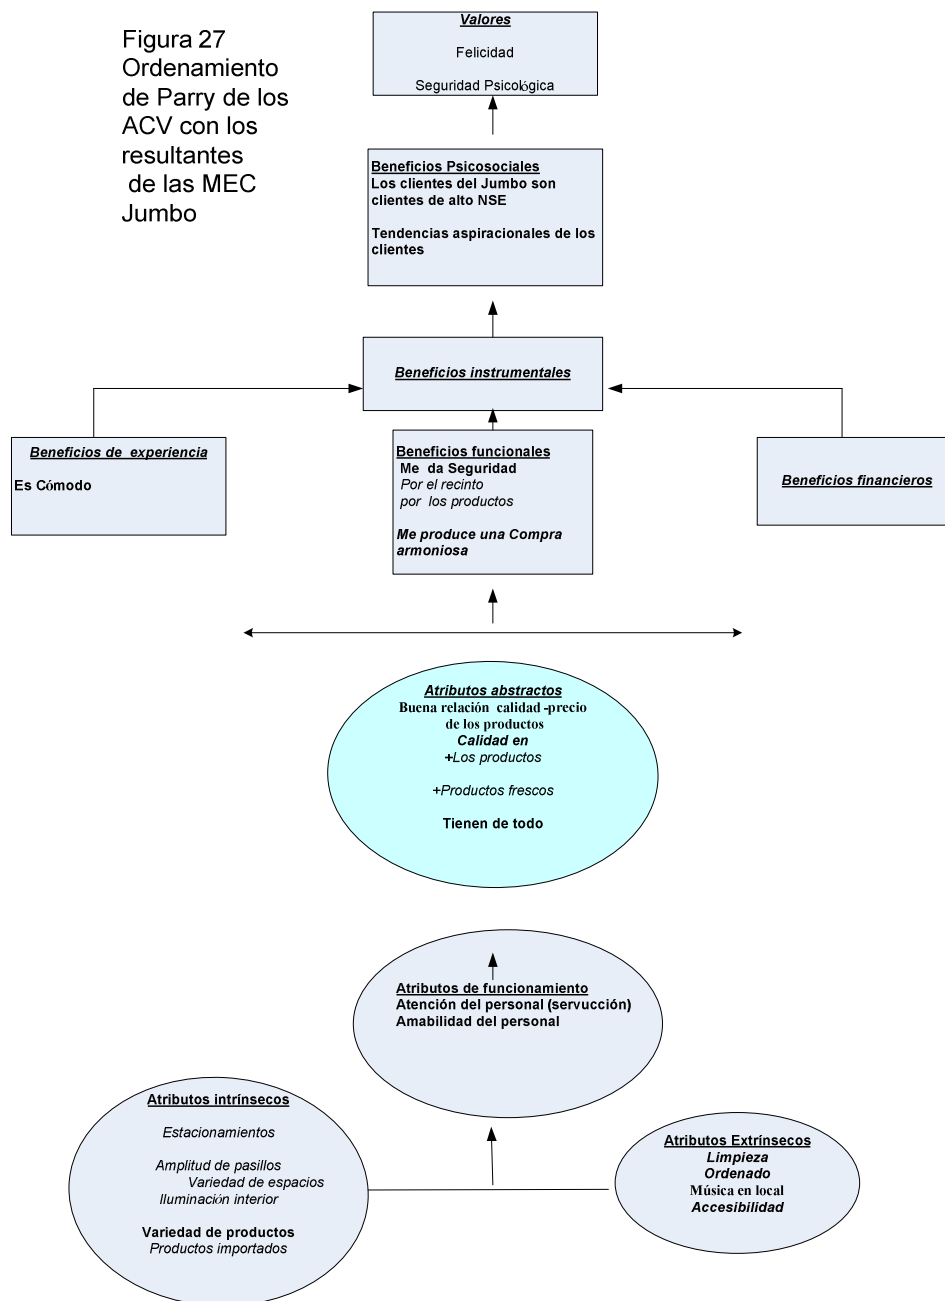 Figura 27
Ordenamiento
de Parry de los
ACV con los
resultantes
de las MEC
Jumbo
Valores
Felicidad
Seguridad Psicológica
Beneficios Psicosociales
Los clientes del Jumbo son
clientes de alto NSE
Tendencias aspiracionales de los
clientes
Beneficios instrumentales
Beneficios de experiencia
Es Cómodo
Beneficios funcionales
Me da Seguridad
Por el recinto
por los productos
Me produce una Compra
armoniosa
Beneficios financieros
Atributos abstractos
Buena relación calidad -precio
de los productos
Calidad en
+Los productos
+Productos frescos
Tienen de todo
Atributos de funcionamiento
Atención del personal (servucción)
Amabilidad del personal
Atributos intrínsecos
Estacionamientos
Amplitud de pasillos
Variedad de espacios
Iluminación interior
Variedad de productos
Productos importados
Atributos Extrínsecos
Limpieza
Ordenado
Música en local
Accesibilidad